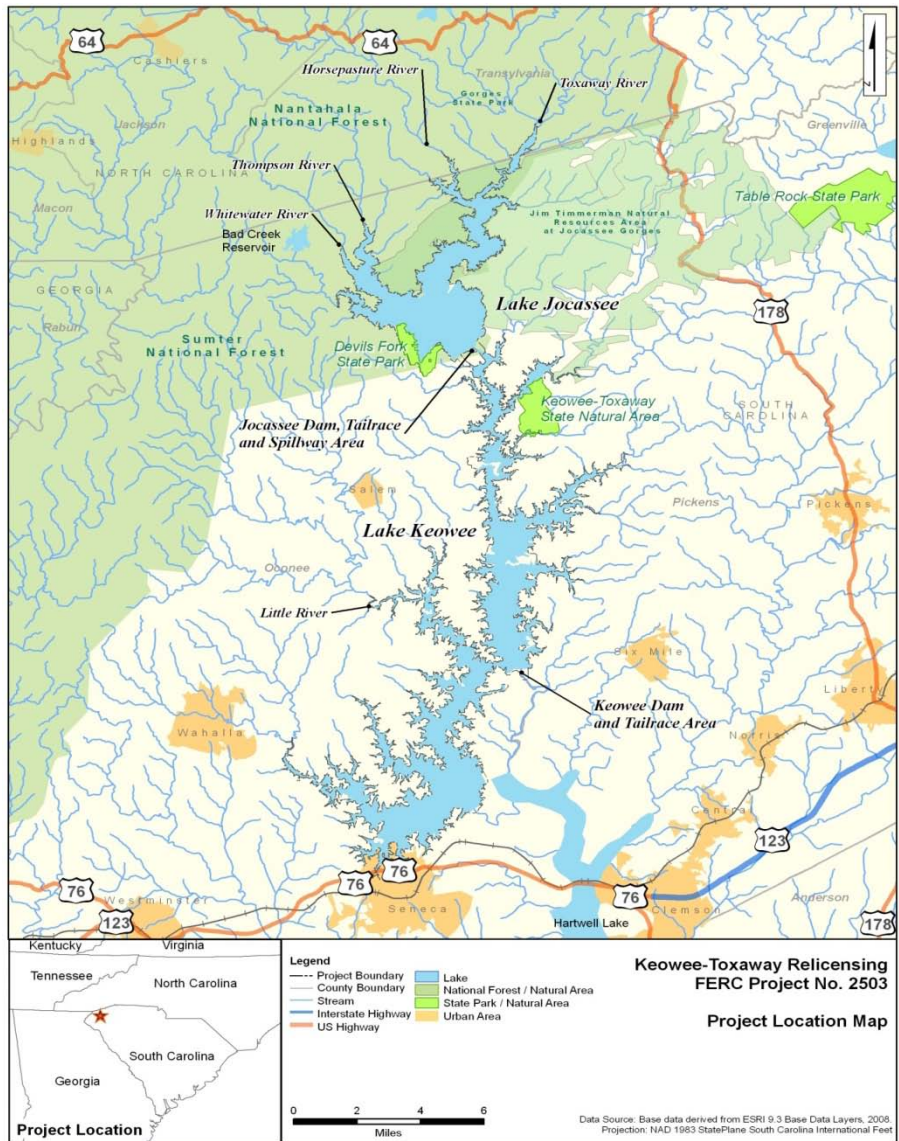 64
64
Cashiers
Horsepasture River
Transylvania
Toxaway River
Gorges
State Park
Nantahala
National Forest
Jackson
Highlands
Greenville
NORTH CAROLINA
Thompson River
Table Rock State Park
Macon
Whitewater River
Jim Timmerman Natural
Resources Area
at Jocassee Gorges
Bad Creek
Reservoir
GEORGIA
Lake Jocassee
178
Rabun
Sumter
National Forest
Devils Fork
State Park
Keowee-Toxaway
State Natural Area
SOUTH
CAROLINA
Jocassee Dam, Tailrace
and Spillway Area
Salem
Pickens
Pickens
Lake Keowee
Oconee
Little River
Six Mile
Liberty
Keowee Dam
and Tailrace Area
Walhalla
Norris
Central
123
76
76
76
76
Anderson
Westminster
123
Seneca
Clemson
Hartwell Lake
178
Kentucky
Virginia
Tennessee
North Carolina
South Carolina
Georgia
Project Location
Legend
Project Boundary
County Boundary
Stream
Interstate Highway
US Highway
Lake
National Forest / Natural Area
State Park / Natural Area
Urban Area
0 2 4 6
Miles
Keowee-Toxaway Relicensing
FERC Project No. 2503
Project Location Map
Data Source: Base data derived from ESRI 9.3 Base Data Layers, 2008.
Projection: NAD 1983 StatePlane South Carolina International Feet